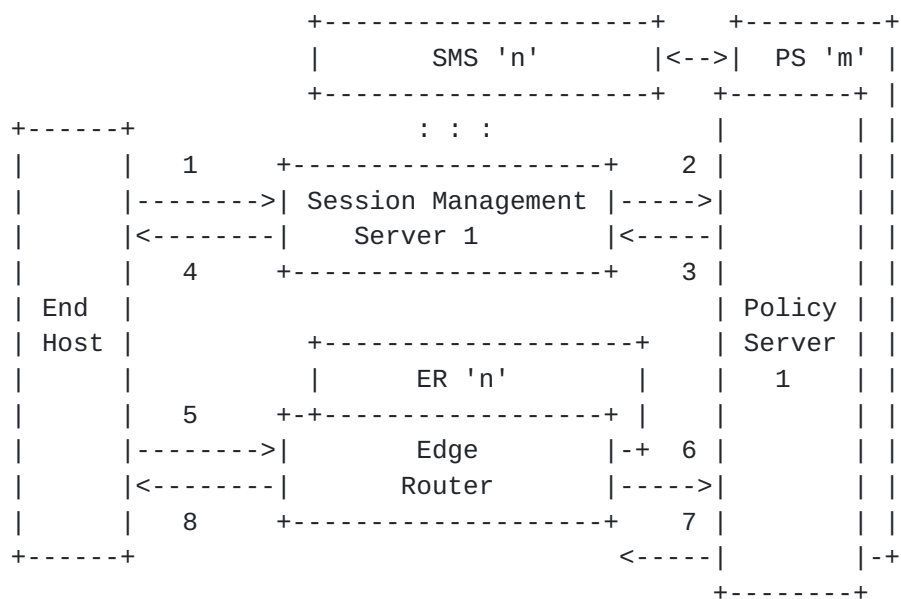 SMS 'n' PS 'm'
: : :
1 2
Session Management
Server 1
4 3
End Policy
Host Server
ER 'n' 1
5
Edge 6
Router
8 7